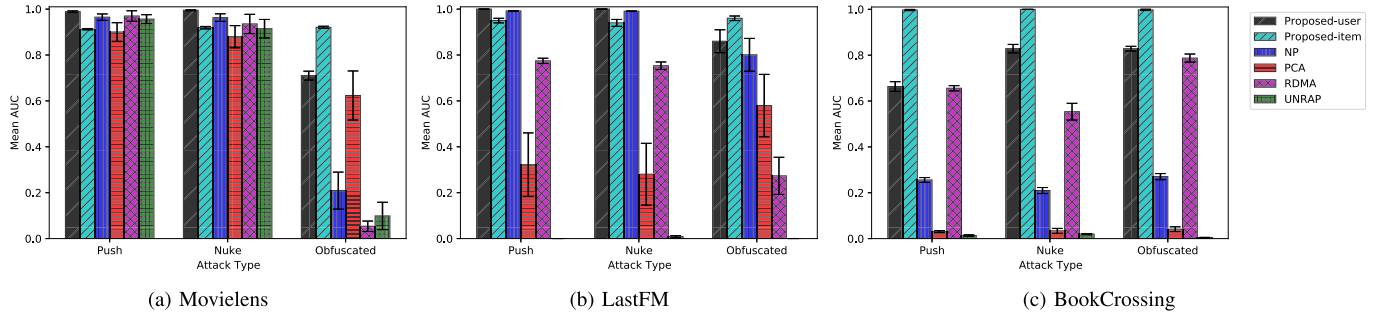 1.0
0.8
0.6
0.4
0.2
0.0
Mean AUC
Push
Nuke
Obfuscated
Attack Type
(a) Movielens
1.0
0.8
0.6
0.4
0.2
0.0
Mean AUC
Push
Nuke
Obfuscated
Attack Type
(b) LastFM
1.0
0.8
0.6
0.4
0.2
0.0
Mean AUC
Push
Nuke
Obfuscated
Attack Type
(c) BookCrossing
Proposed-user
Proposed-item
NP
PCA
RDMA
UNRAP